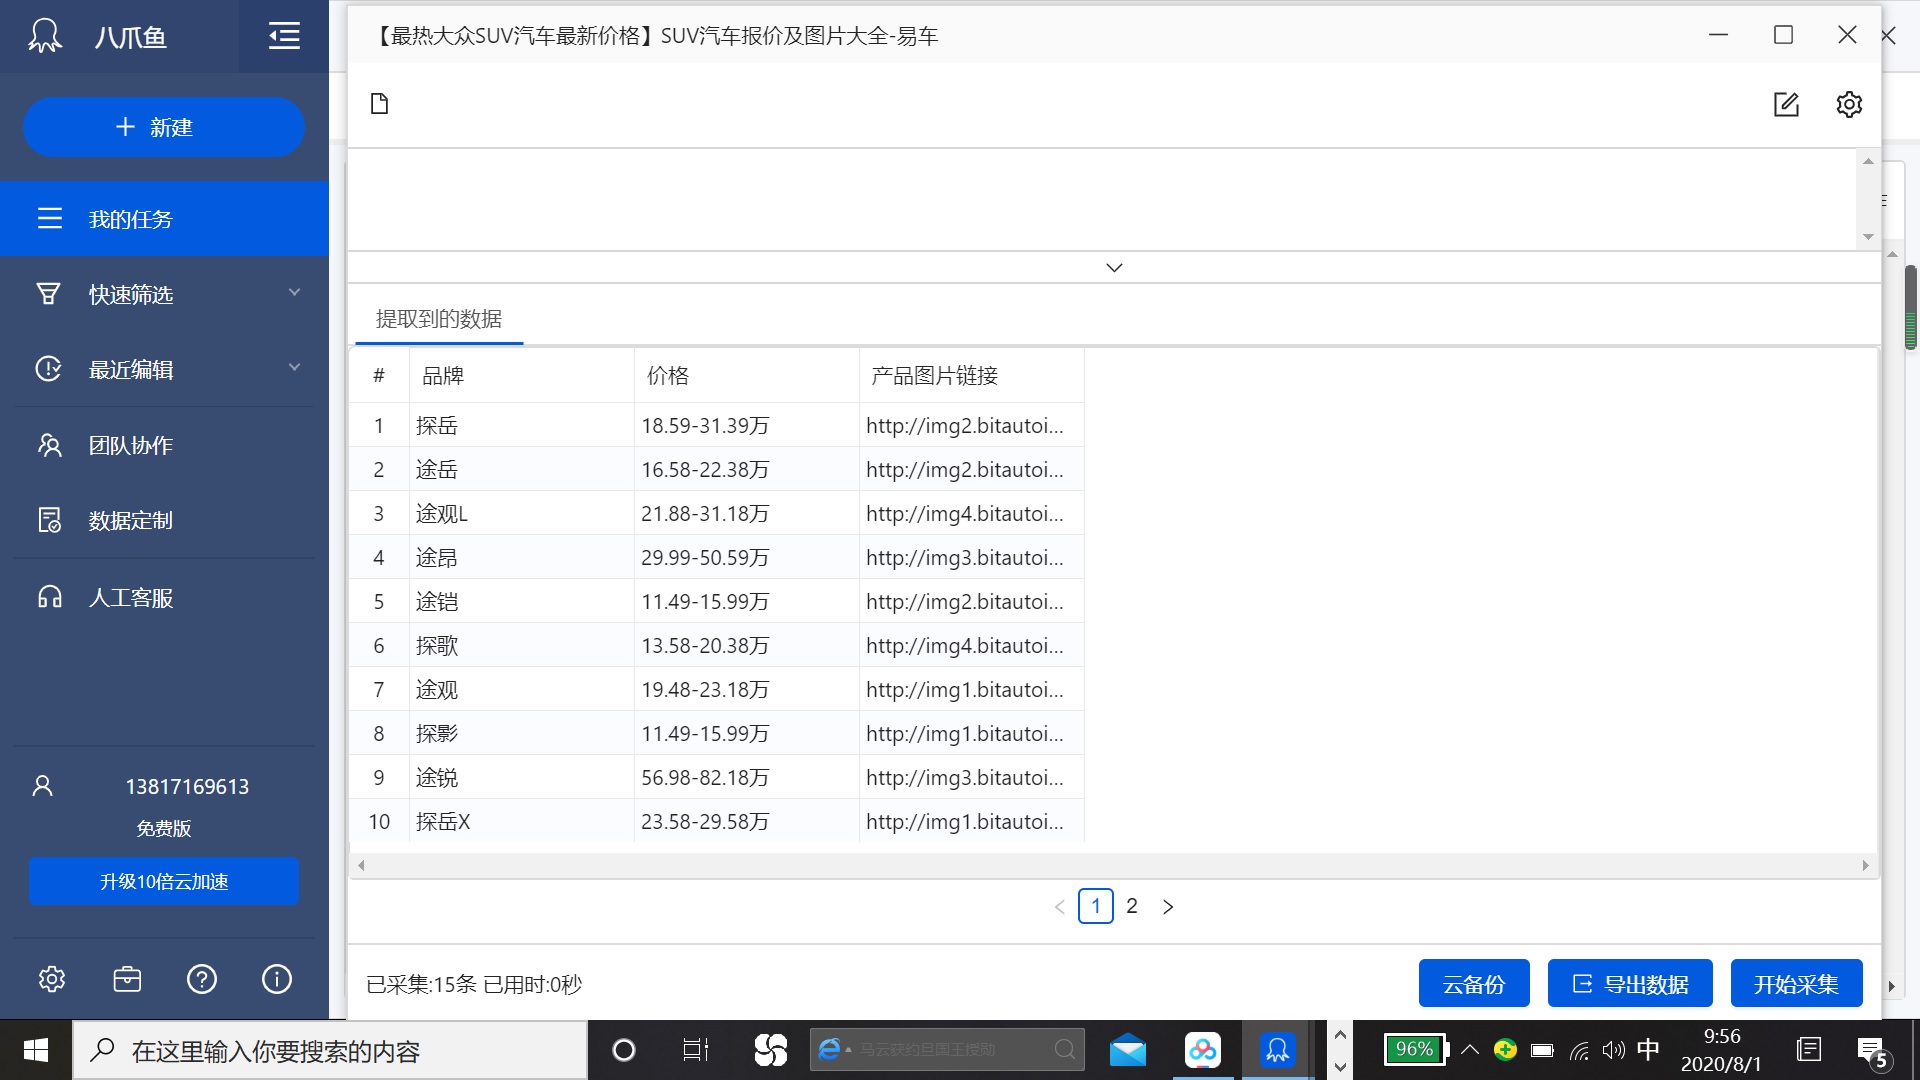 八爪鱼
【最热大众SUV汽车最新价格】SUV汽车报价及图片大全-易车
新建
我的任务
快速筛选
最近编辑
团队协作
数据定制
人工客服
13817169613
免费版
升级10倍云加速
提取到的数据
# 品牌 价格 产品图片链接
1 探岳 18.59-31.39万 http://img2.bitautoi...
2 途岳 16.58-22.38万 http://img2.bitautoi...
3 途观L 21.88-31.18万 http://img4.bitautoi...
4 途昂 29.99-50.59万 http://img3.bitautoi...
5 途铠 11.49-15.99万 http://img2.bitautoi...
6 探歌 13.58-20.38万 http://img4.bitautoi...
7 途观 19.48-23.18万 http://img1.bitautoi...
8 探影 11.49-15.99万 http://img1.bitautoi...
9 途锐 56.98-82.18万 http://img3.bitautoi...
10 探岳X 23.58-29.58万 http://img1.bitautoi...
1 2
已采集:15条 已用时:0秒
云备份 导出数据 开始采集
在这里输入你要搜索的内容
马云获约旦国王授勋
96%
中
9:56
2020/8/1
5